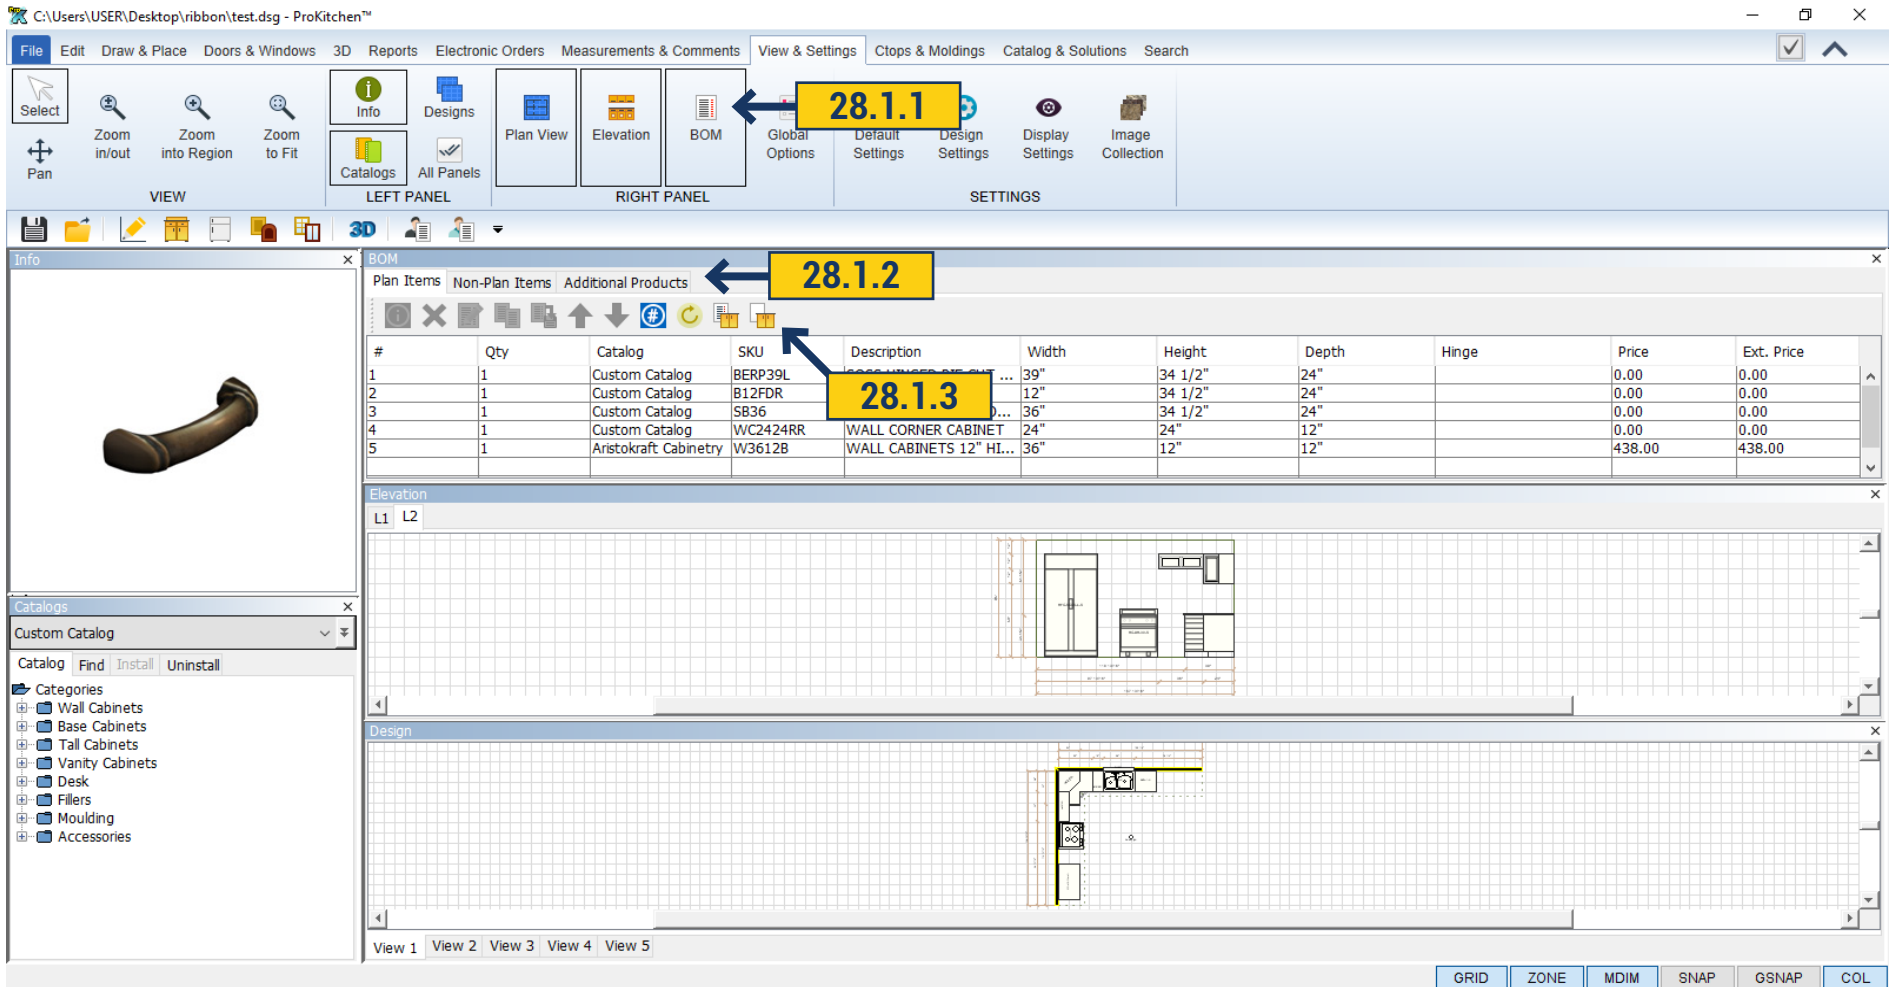 C:\Users\USER\Desktop\ribbon\test.dsg - ProKitchen™
File Edit Draw & Place Doors & Windows 3D Reports Electronic Orders Measurements & Comments View & Settings Ctops & Moldings Catalog & Solutions Search
Select
Pan
Zoom in/out
Zoom into Region
Zoom to Fit
VIEW
Info
Catalogs
Designs
All Panels
LEFT PANEL
Plan View
Elevation
BOM
RIGHT PANEL
28.1.1
Global Options
Default Settings
Design Settings
Display Settings
Image Collection
SETTINGS
3D
Info
BOM
28.1.2
Plan Items Non-Plan Items Additional Products
# Qty Catalog SKU Description Width Height Depth Hinge Price Ext. Price
1 1 Custom Catalog BERP39L ... 39" 34 1/2" 24" 0.00 0.00
2 1 Custom Catalog B12FDR 12" 34 1/2" 24" 0.00 0.00
3 1 Custom Catalog SB36 O... 36" 34 1/2" 24" 0.00 0.00
4 1 Custom Catalog WC2424RR WALL CORNER CABINET 24" 24" 12" 0.00 0.00
5 1 Aristokraft Cabinetry W3612B WALL CABINETS 12" HI... 36" 12" 12" 438.00 438.00
28.1.3
Elevation
L1 L2
Catalogs
Custom Catalog
Catalog Find Install Uninstall
Categories
Wall Cabinets
Base Cabinets
Tall Cabinets
Vanity Cabinets
Desk
Fillers
Moulding
Accessories
Design
View 1 View 2 View 3 View 4 View 5
GRID ZONE MDIM SNAP GSNAP COL